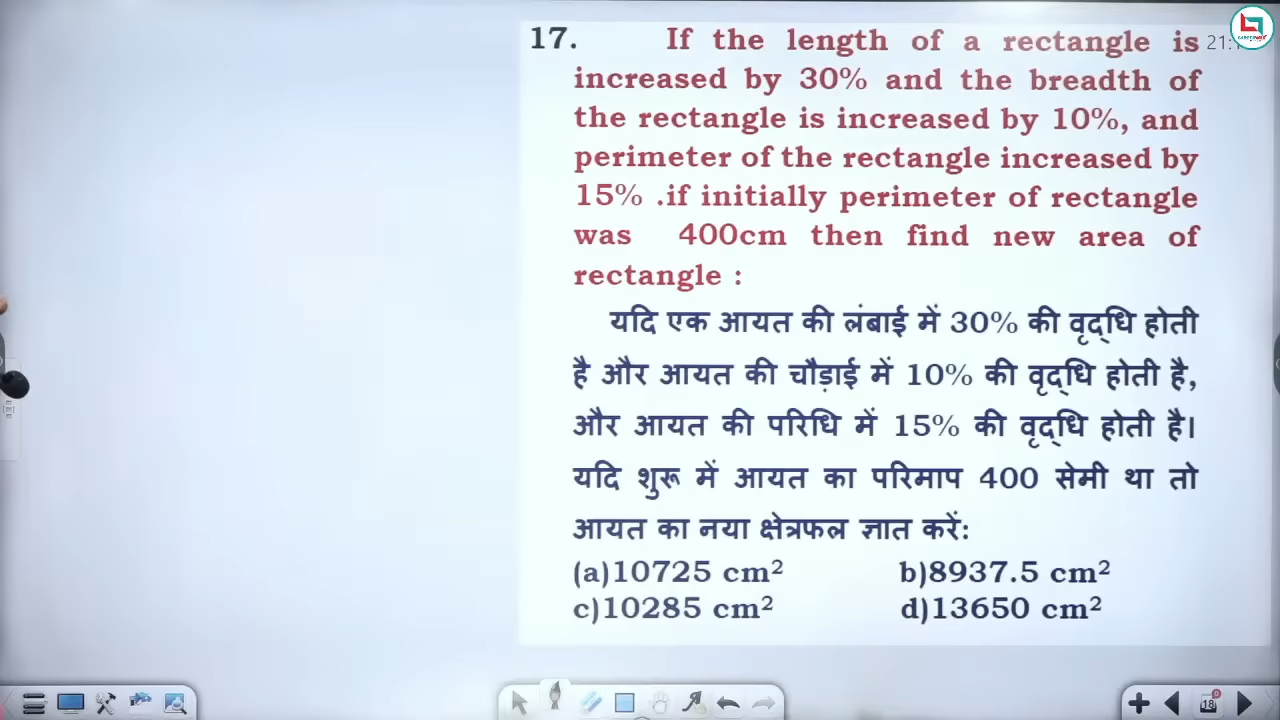 17. If the length of a rectangle is
increased by 30% and the breadth of
the rectangle is increased by 10%, and
perimeter of the rectangle increased by
15% .if initially perimeter of rectangle
was 400cm then find new area of
rectangle :
यदि एक आयत की लंबाई में 30% की वृद्धि होती
है और आयत की चौड़ाई में 10% की वृद्धि होती है,
और आयत की परिधि में 15% की वृद्धि होती है।
यदि शुरू में आयत का परिमाप 400 सेमी था तो
आयत का नया क्षेत्रफल ज्ञात करें:
(a)10725 cm² b)8937.5 cm²
c)10285 cm² d)13650 cm²
18